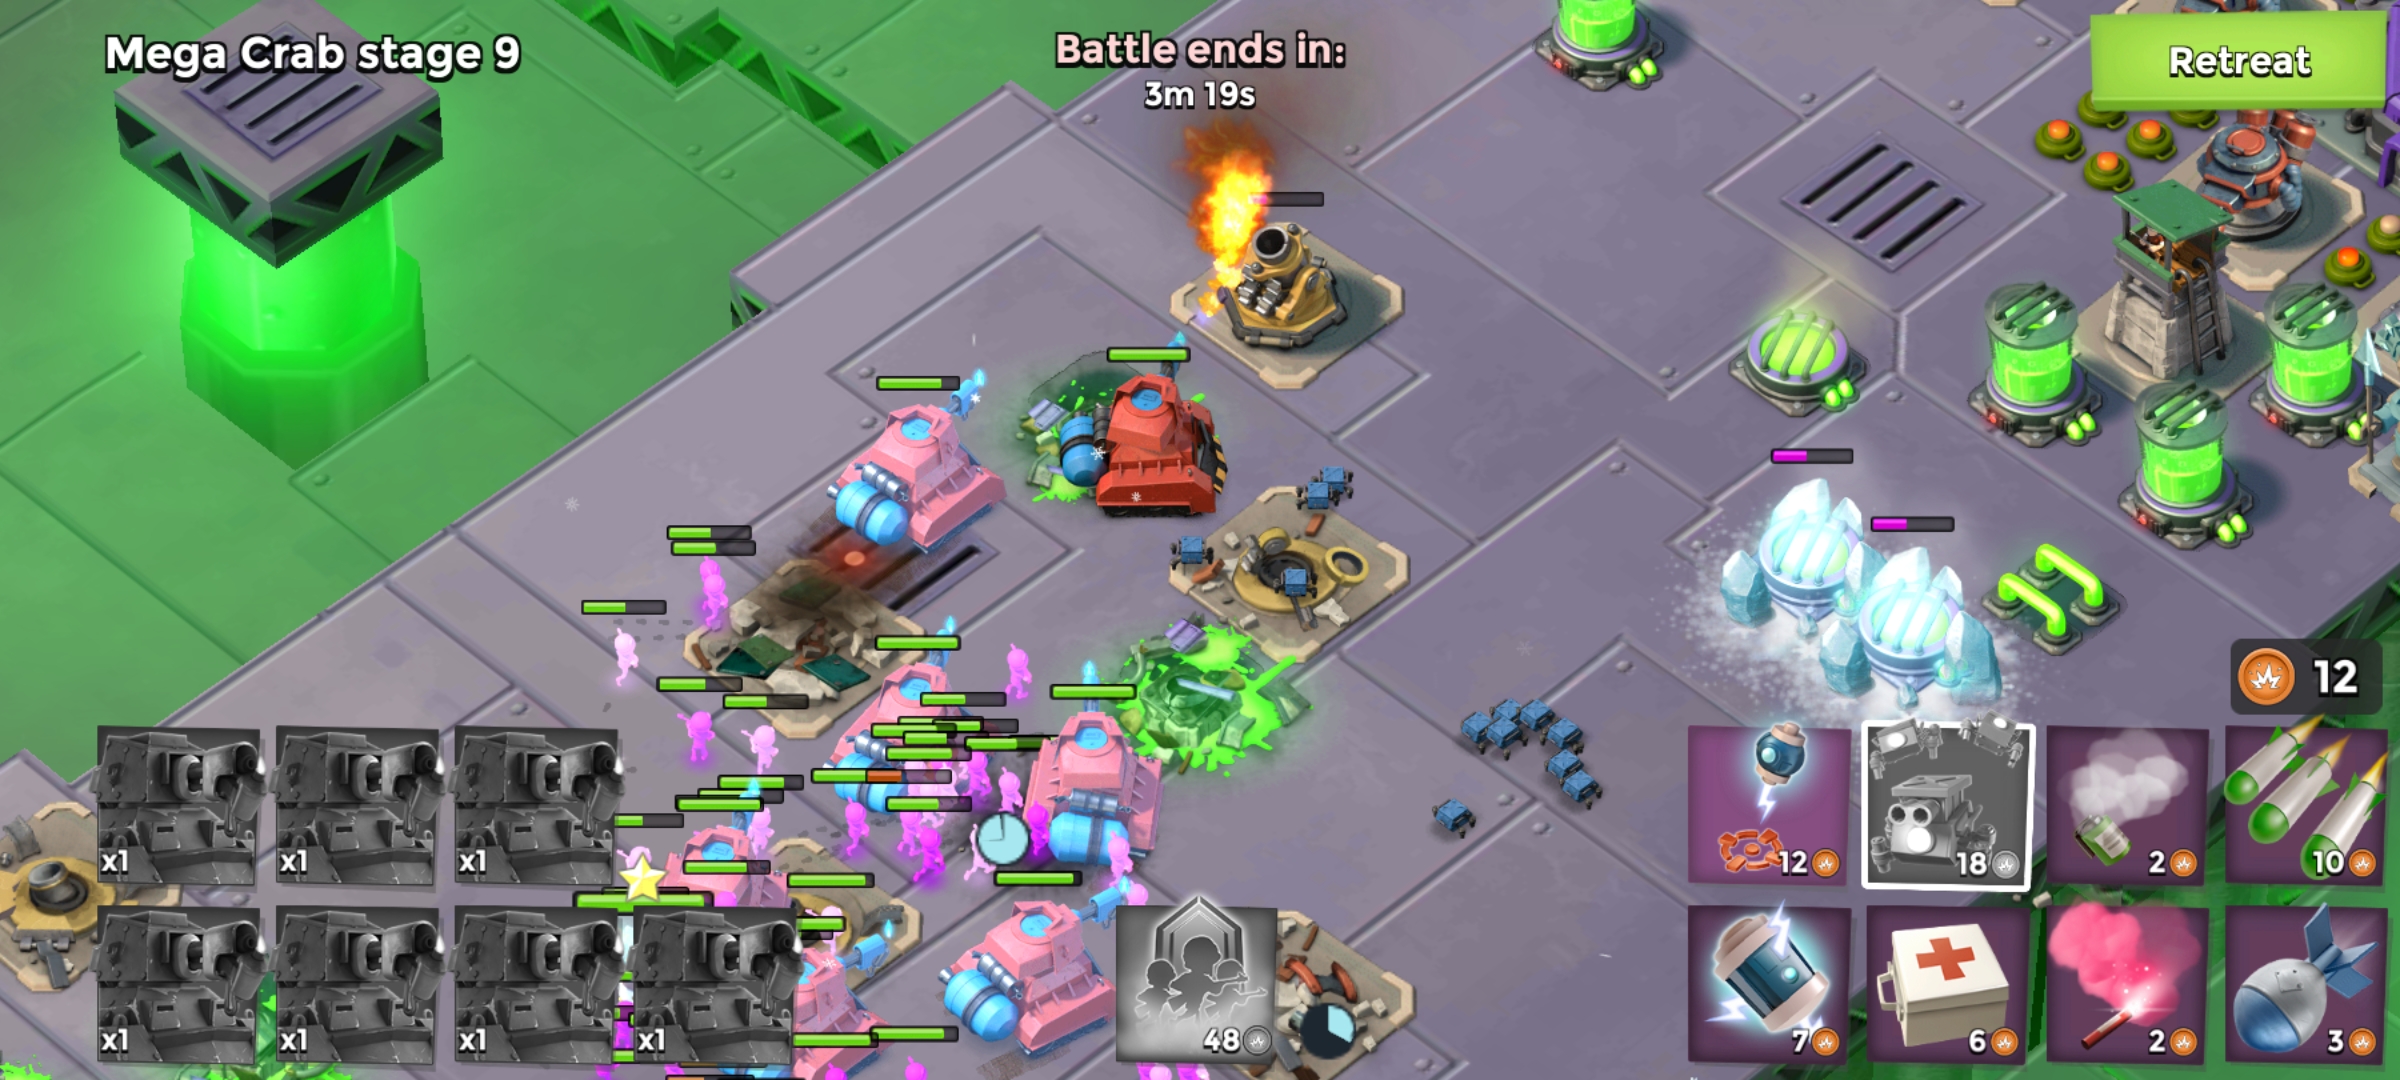 Mega Crab stage 9
Battle ends in:
3m 19s
Retreat
12
x1
x1
x1
12
18
2
10
x1
x1
x1
x1
48
7
6
2
3